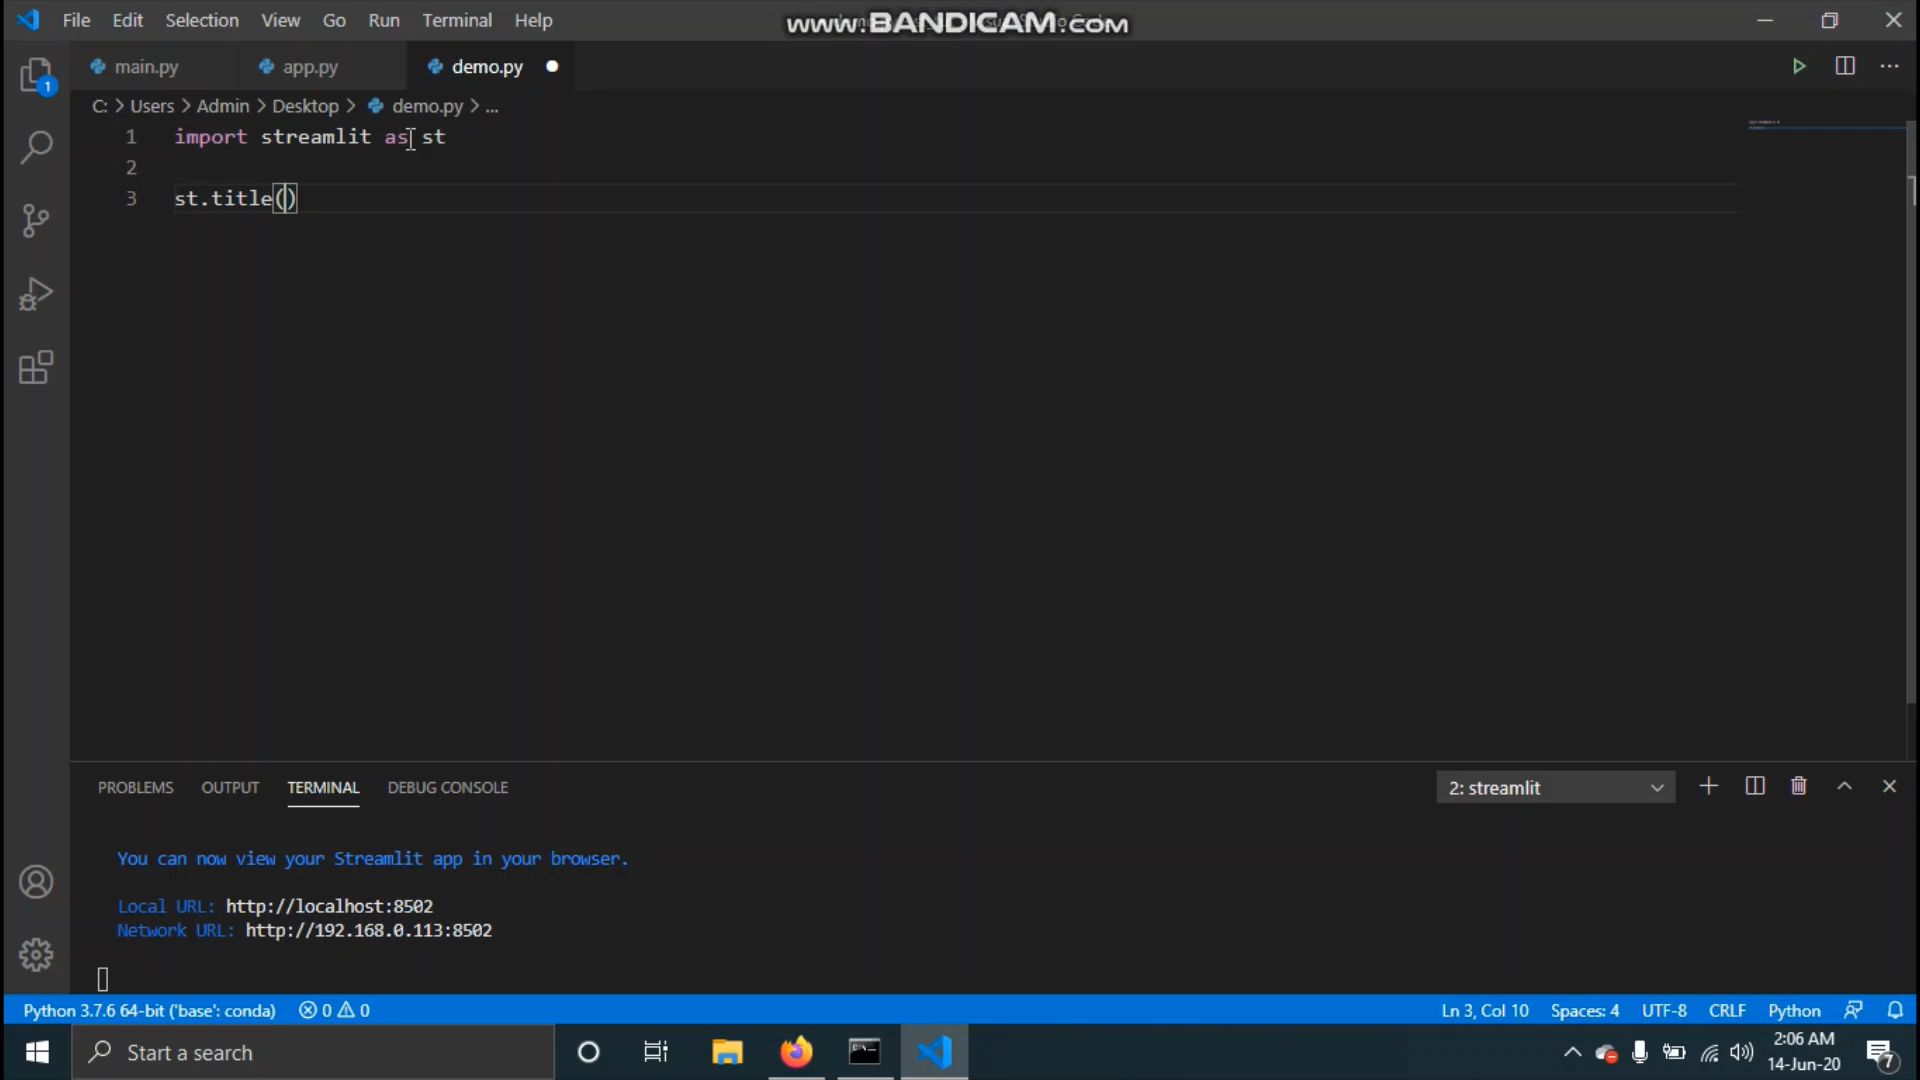 File Edit Selection View Go Run Terminal Help
www.BANDICAM.com
main.py app.py demo.py
1
C: > Users > Admin > Desktop > demo.py > ...
1 import streamlit as st
2
3 st.title()
PROBLEMS OUTPUT TERMINAL DEBUG CONSOLE 2: streamlit
You can now view your Streamlit app in your browser.
Local URL: http://localhost:8502
Network URL: http://192.168.0.113:8502
Python 3.7.6 64-bit ('base': conda) 0 0 Ln 3, Col 10 Spaces: 4 UTF-8 CRLF Python
Start a search
2:06 AM
14-Jun-20
7